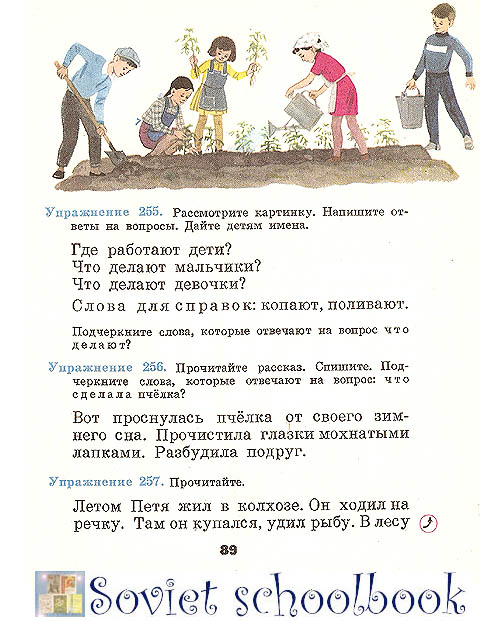 Упражнение 255. Рассмотрите картинку. Напишите от-
веты на вопросы. Дайте детям имена.
Где работают дети?
Что делают мальчики?
Что делают девочки?
Слова для справок: копают, поливают.
Подчеркните слова, которые отвечают на вопрос что
делают?
Упражнение 256. Прочитайте рассказ. Спишите. Под-
черкните слова, которые отвечают на вопрос: что
сделала пчёлка?
Вот проснулась пчёлка от своего зим-
него сна. Прочистила глазки мохнатыми
лапками. Разбудила подруг.
Упражнение 257. Прочитайте.
Летом Петя жил в колхозе. Он ходил на
речку. Там он купался, удил рыбу. В лесу
89
Soviet schoolbook